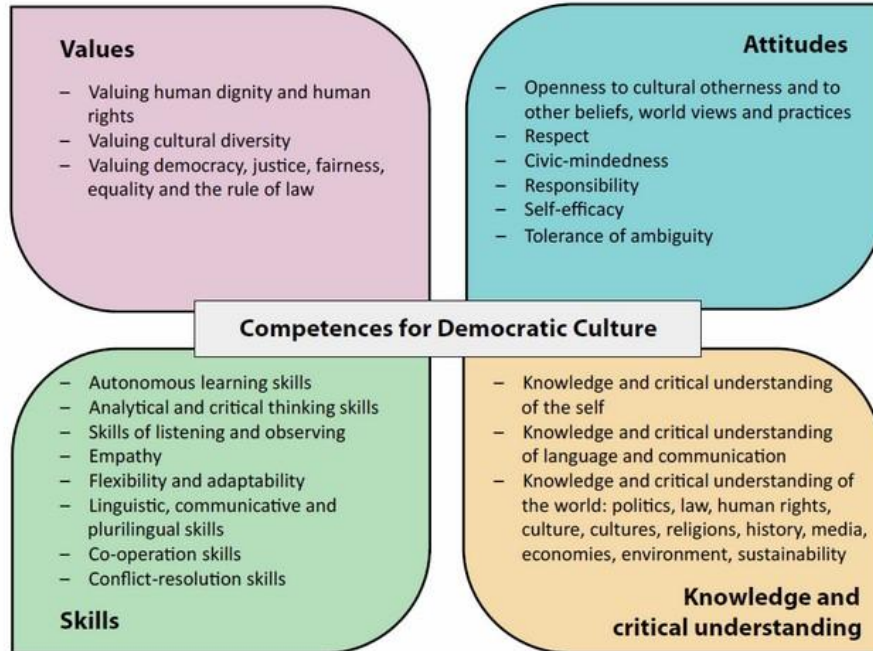 Values
– Valuing human dignity and human
rights
– Valuing cultural diversity
– Valuing democracy, justice, fairness,
equality and the rule of law
Attitudes
– Openness to cultural otherness and to
other beliefs, world views and practices
– Respect
– Civic-mindedness
– Responsibility
– Self-efficacy
– Tolerance of ambiguity
Competences for Democratic Culture
– Autonomous learning skills
– Analytical and critical thinking skills
– Skills of listening and observing
– Empathy
– Flexibility and adaptability
– Linguistic, communicative and
plurilingual skills
– Co-operation skills
– Conflict-resolution skills
Skills
– Knowledge and critical understanding
of the self
– Knowledge and critical understanding
of language and communication
– Knowledge and critical understanding of
the world: politics, law, human rights,
culture, cultures, religions, history, media,
economies, environment, sustainability
Knowledge and
critical understanding